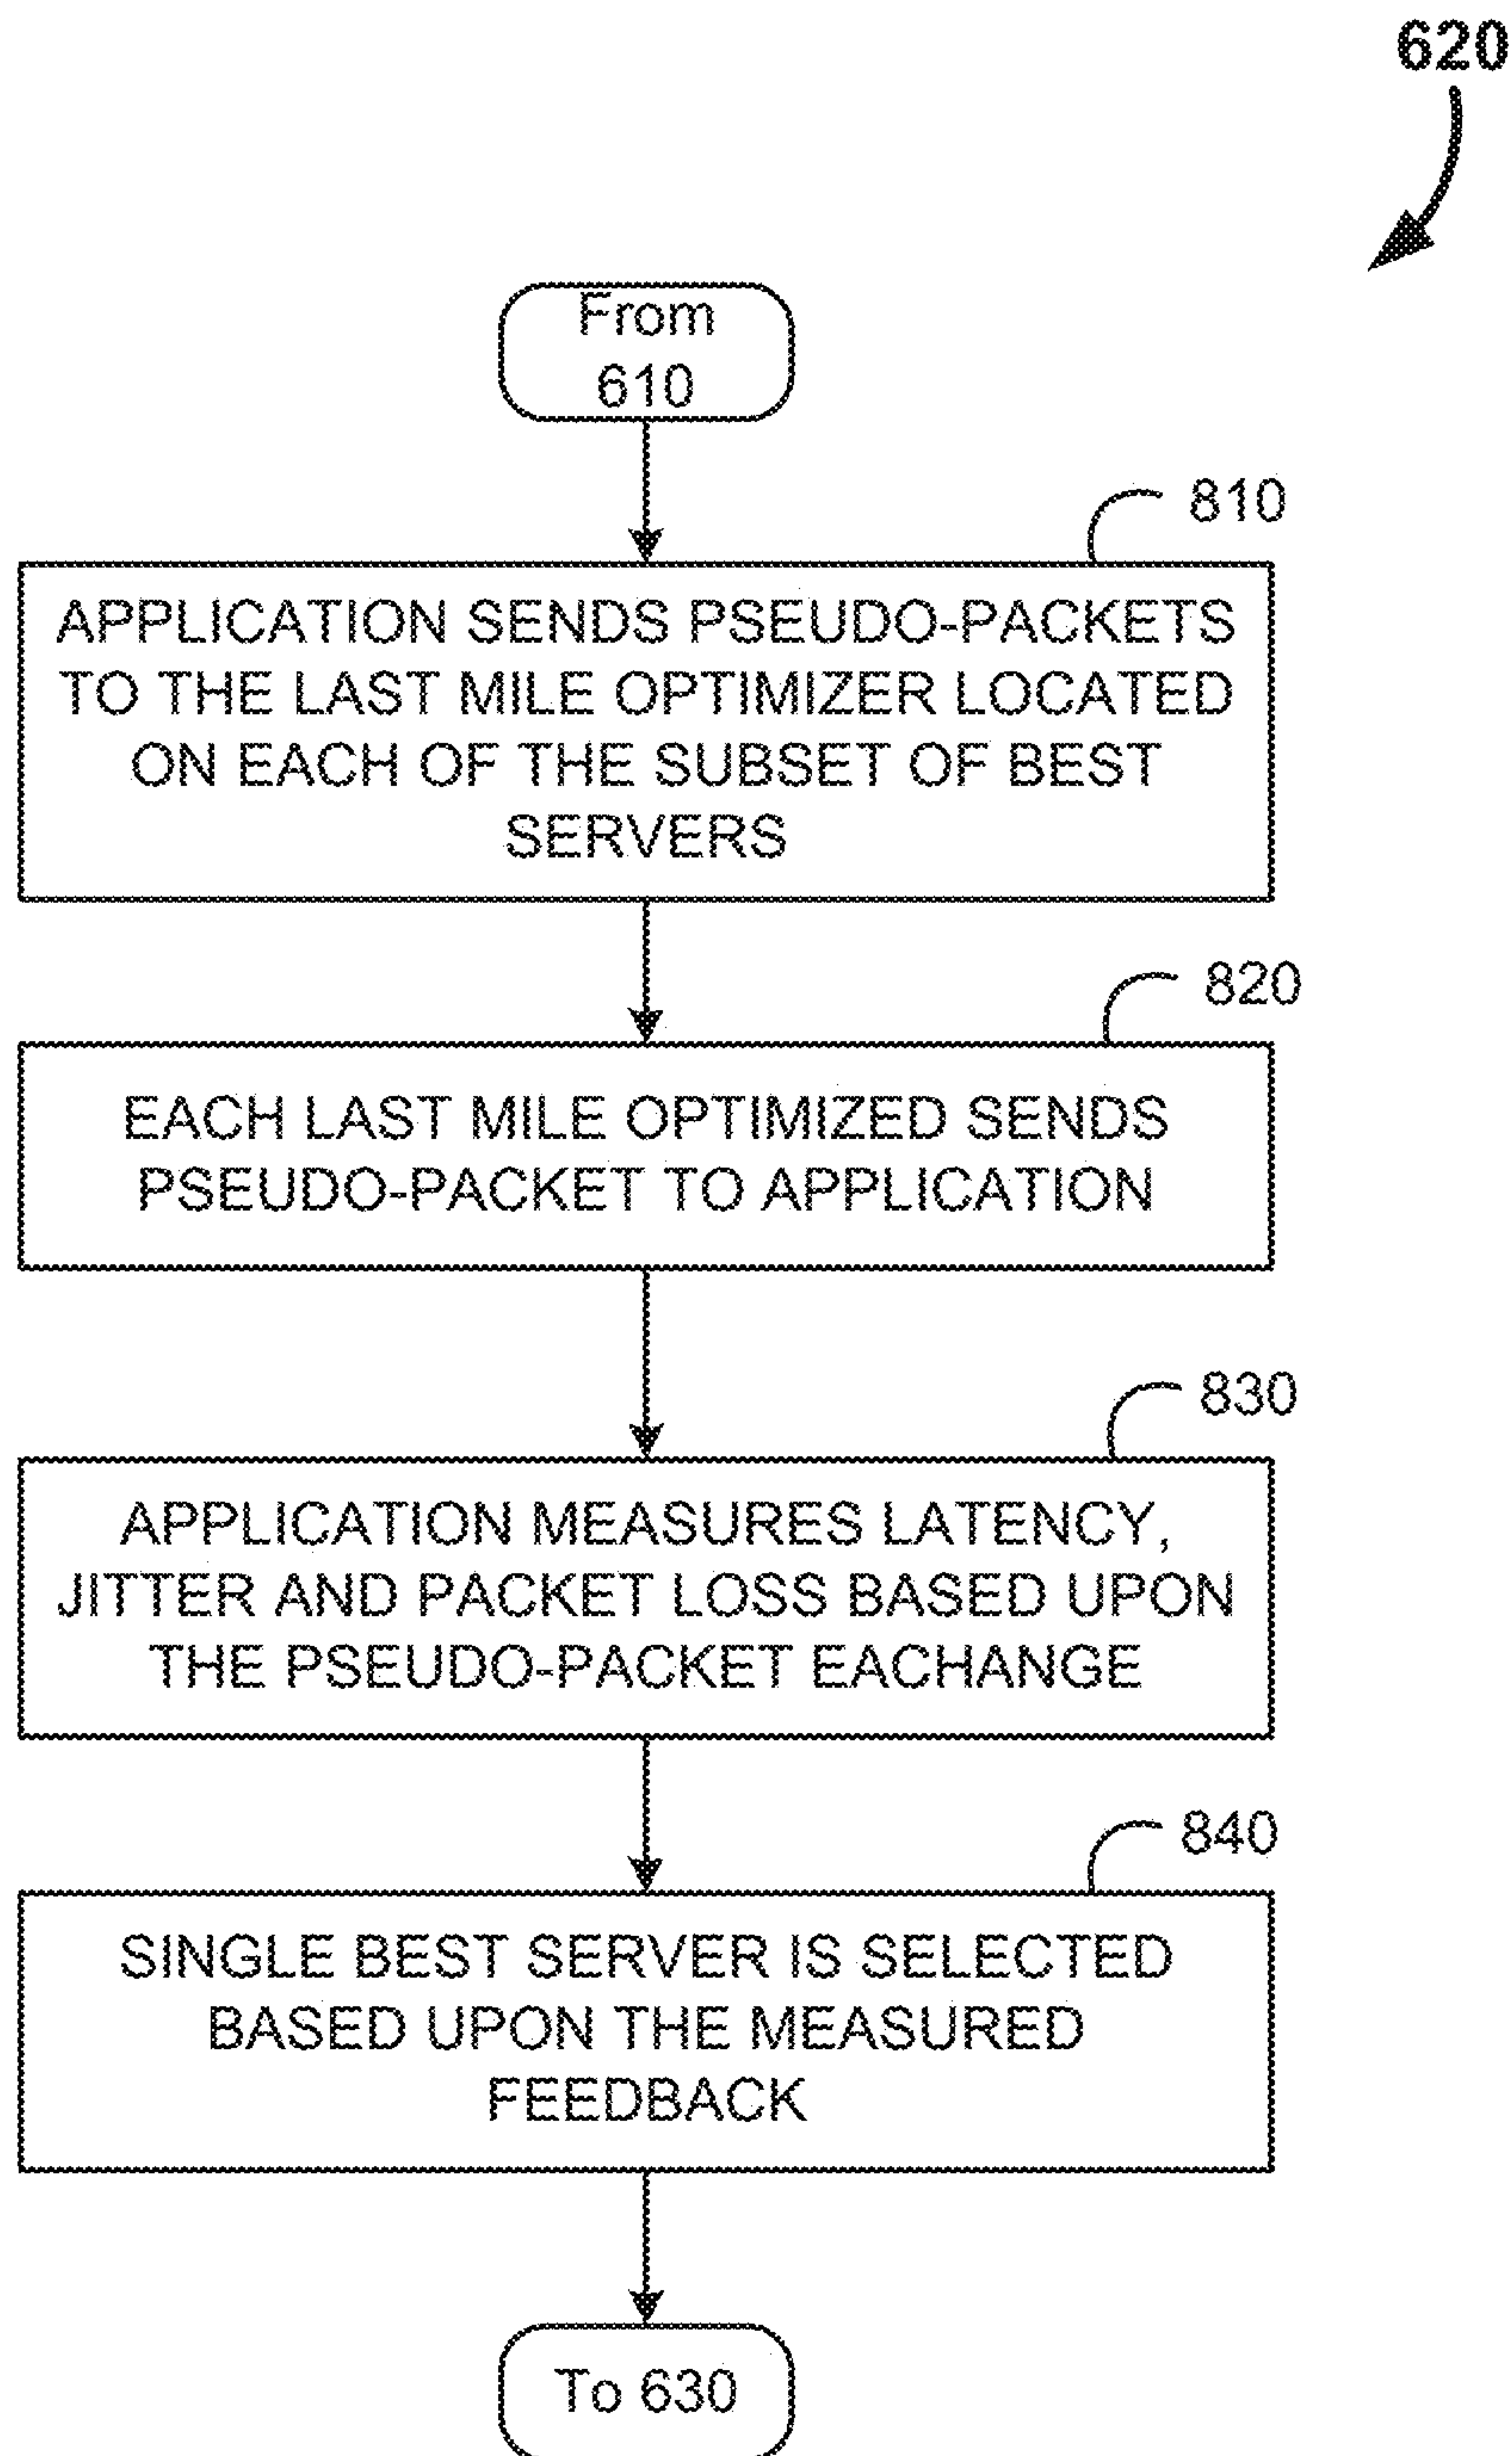 620
From
610
810
APPLICATION SENDS PSEUDO-PACKETS
TO THE LAST MILE OPTIMIZER LOCATED
ON EACH OF THE SUBSET OF BEST
SERVERS
820
EACH LAST MILE OPTIMIZED SENDS
PSEUDO-PACKET TO APPLICATION
830
APPLICATION MEASURES LATENCY,
JITTER AND PACKET LOSS BASED UPON
THE PSEUDO-PACKET EACHANGE
840
SINGLE BEST SERVER IS SELECTED
BASED UPON THE MEASURED
FEEDBACK
To 630